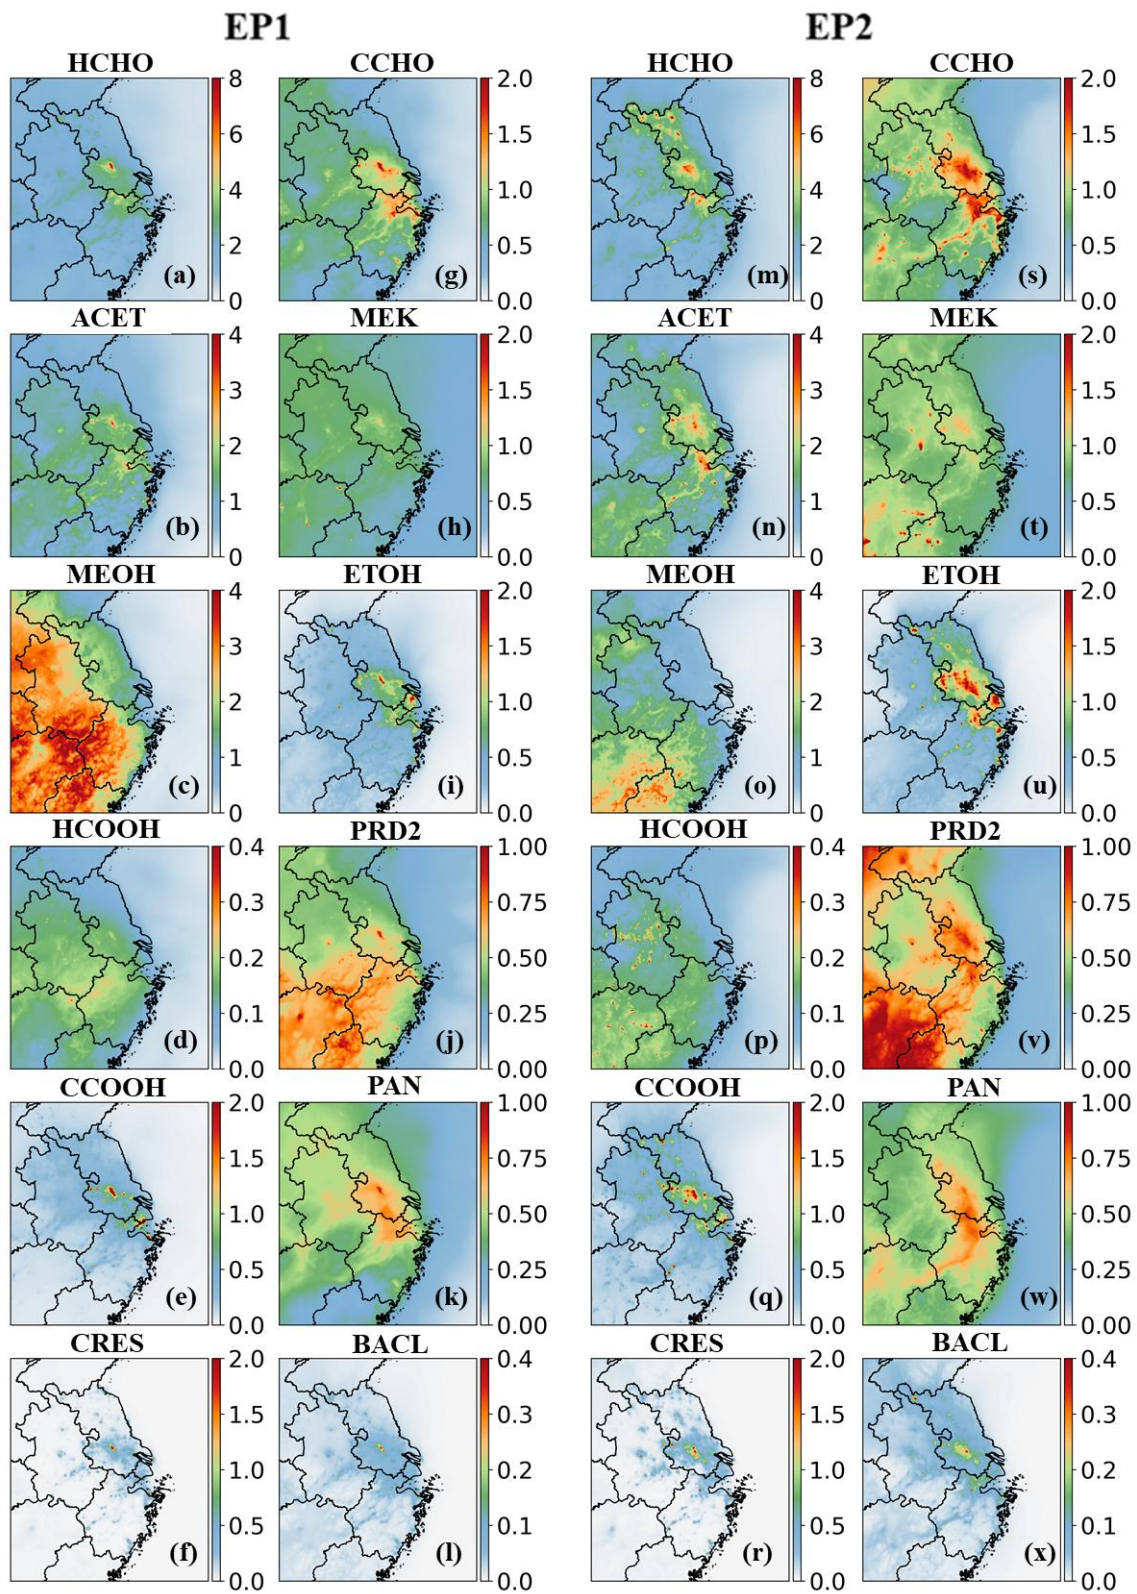 EP1 EP2
HCHO CCHO HCHO CCHO
8 2.0 8 2.0
6 1.5 6 1.5
4 1.0 4 1.0
2 0.5 2 0.5
(a) (g) (m) (s)
0 0.0 0 0.0
ACET MEK ACET MEK
4 2.0 4 2.0
3 1.5 3 1.5
2 1.0 2 1.0
1 0.5 1 0.5
(b) (h) (n) (t)
0 0.0 0 0.0
MEOH ETOH MEOH ETOH
4 2.0 4 2.0
3 1.5 3 1.5
2 1.0 2 1.0
1 0.5 1 0.5
(c) (i) (o) (u)
0 0.0 0 0.0
HCOOH PRD2 HCOOH PRD2
0.4 1.00 0.4 1.00
0.3 0.75 0.3 0.75
0.2 0.50 0.2 0.50
0.1 0.25 0.1 0.25
(d) (j) (p) (v)
0.0 0.00 0.0 0.00
CCOOH PAN CCOOH PAN
2.0 1.00 2.0 1.00
1.5 0.75 1.5 0.75
1.0 0.50 1.0 0.50
0.5 0.25 0.5 0.25
(e) (k) (q) (w)
0.0 0.00 0.0 0.00
CRES BACL CRES BACL
2.0 0.4 2.0 0.4
1.5 0.3 1.5 0.3
1.0 0.2 1.0 0.2
0.5 0.1 0.5 0.1
(f) (l) (r) (x)
0.0 0.0 0.0 0.0